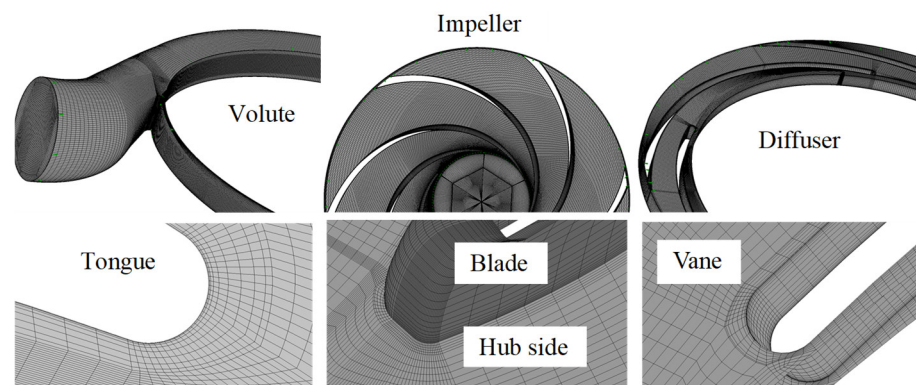 Impeller
Volute
Diffuser
Tongue
Blade
Hub side
Vane